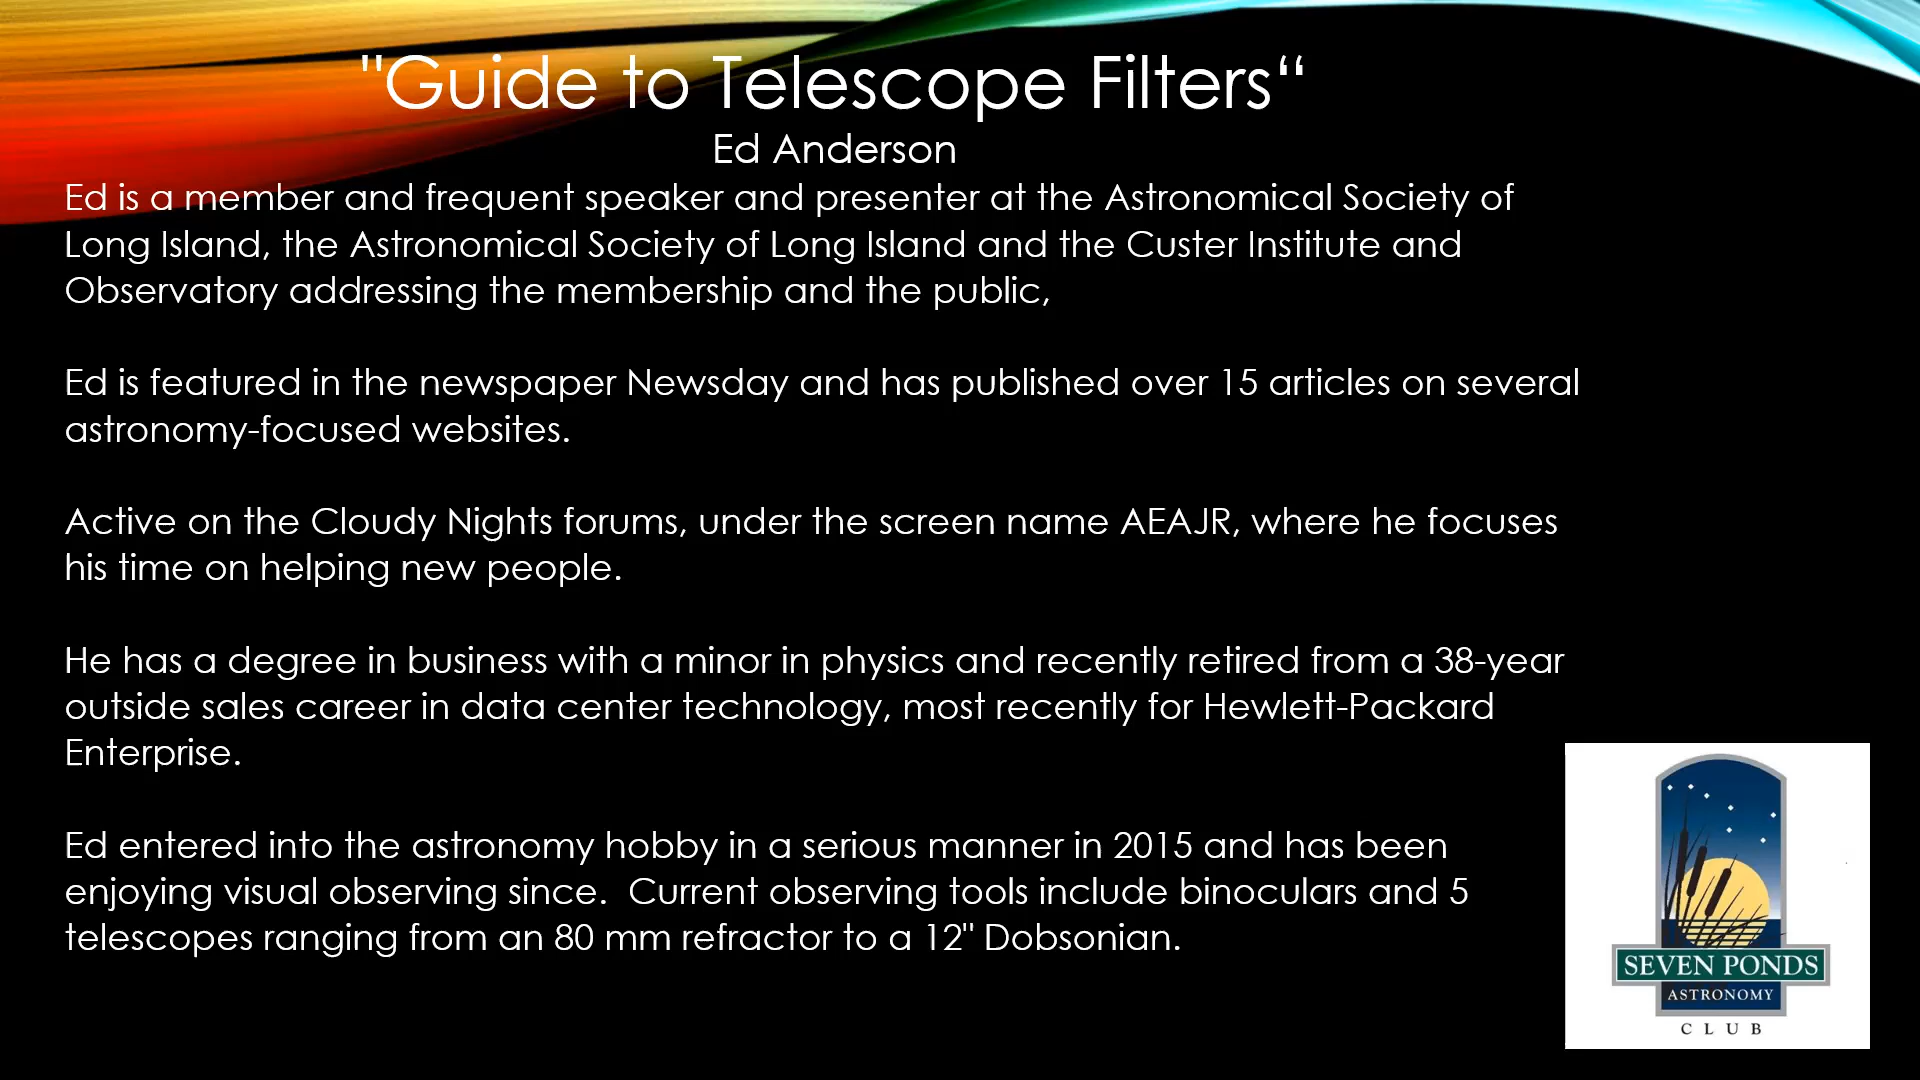 "Guide to Telescope Filters“
Ed Anderson
Ed is a member and frequent speaker and presenter at the Astronomical Society of
Long Island, the Astronomical Society of Long Island and the Custer Institute and
Observatory addressing the membership and the public,
Ed is featured in the newspaper Newsday and has published over 15 articles on several
astronomy-focused websites.
Active on the Cloudy Nights forums, under the screen name AEAJR, where he focuses
his time on helping new people.
He has a degree in business with a minor in physics and recently retired from a 38-year
outside sales career in data center technology, most recently for Hewlett-Packard
Enterprise.
Ed entered into the astronomy hobby in a serious manner in 2015 and has been
enjoying visual observing since.  Current observing tools include binoculars and 5
telescopes ranging from an 80 mm refractor to a 12" Dobsonian.
SEVEN PONDS
ASTRONOMY
CLUB